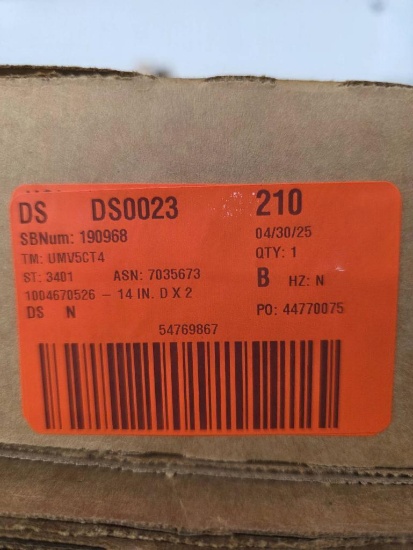 DS DS0023 210
SBNum: 190968 04/30/25
TM: UMV5CT4 QTY: 1
ST: 3401 ASN: 7035673 B HZ: N
1004670526 - 14 IN. D X 2
DS N PO: 44770075
54769867